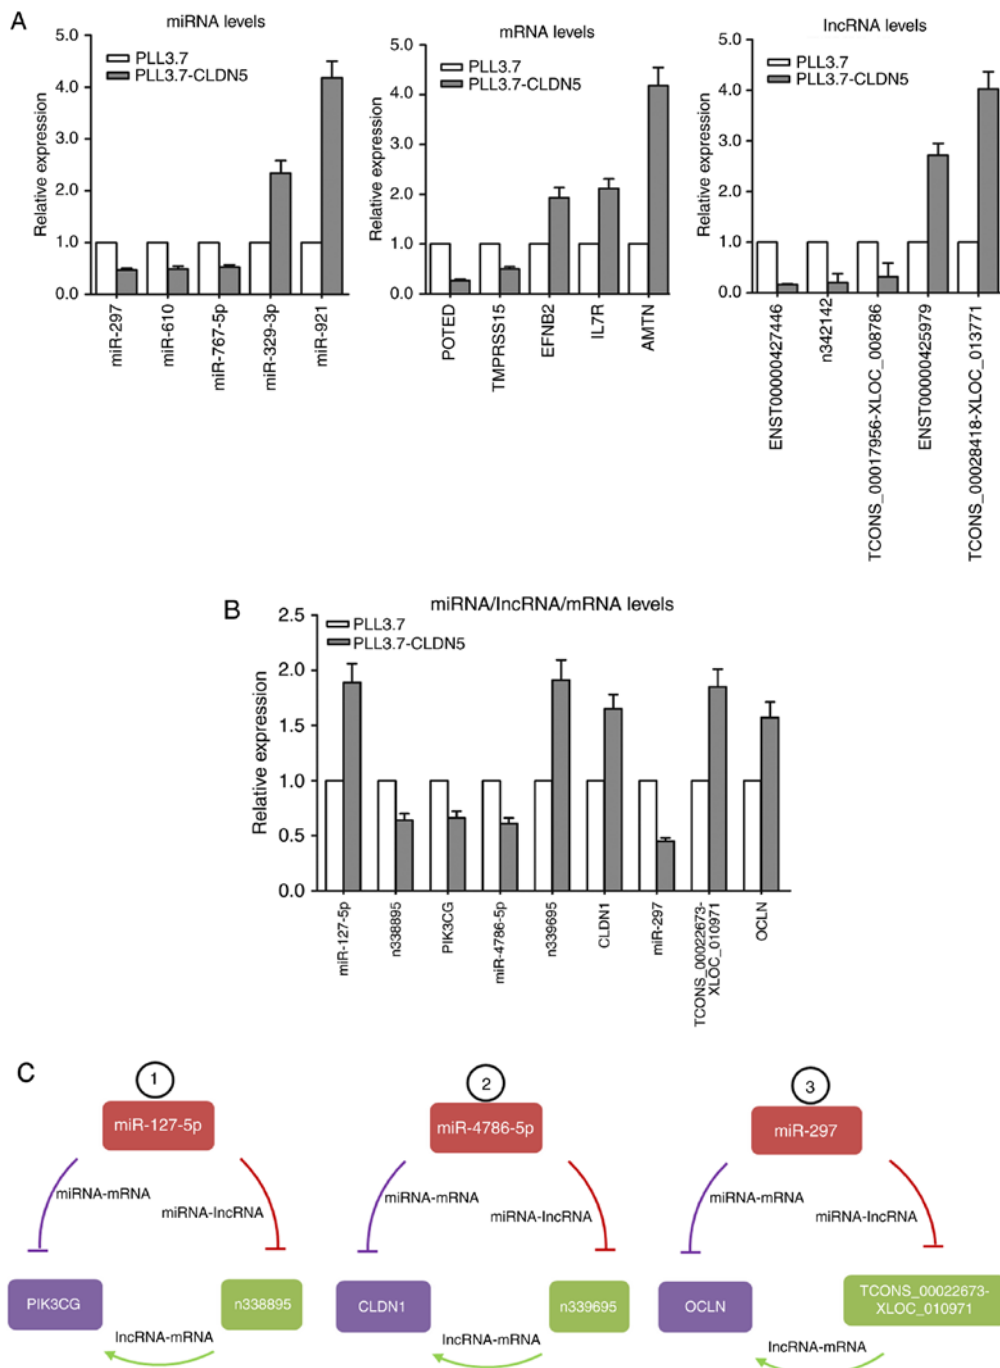 A
miRNA levels
PLL3.7
PLL3.7-CLDN5
Relative expression
5.0
4.0
3.0
2.0
1.0
0.0
miR-297
miR-610
miR-767-5p
miR-329-3p
miR-921
mRNA levels
PLL3.7
PLL3.7-CLDN5
Relative expression
5.0
4.0
3.0
2.0
1.0
0.0
POTED
TMPRSS15
EFNB2
IL7R
AMTN
lncRNA levels
PLL3.7
PLL3.7-CLDN5
Relative expression
5.0
4.0
3.0
2.0
1.0
0.0
ENST00000427446
n342142
TCONS_00017956-XLOC_008786
ENST00000425979
TCONS_00028418-XLOC_013771
B
miRNA/lncRNA/mRNA levels
PLL3.7
PLL3.7-CLDN5
Relative expression
2.5
2.0
1.5
1.0
0.5
0.0
miR-127-5p
n338895
PIK3CG
miR-4786-5p
n339695
CLDN1
miR-297
TCONS_00022673-
XLOC_010971
OCLN
C
1
miR-127-5p
miRNA-mRNA
miRNA-lncRNA
PIK3CG
n338895
lncRNA-mRNA
2
miR-4786-5p
miRNA-mRNA
miRNA-lncRNA
CLDN1
n339695
lncRNA-mRNA
3
miR-297
miRNA-mRNA
miRNA-lncRNA
OCLN
TCONS_00022673-
XLOC_010971
lncRNA-mRNA